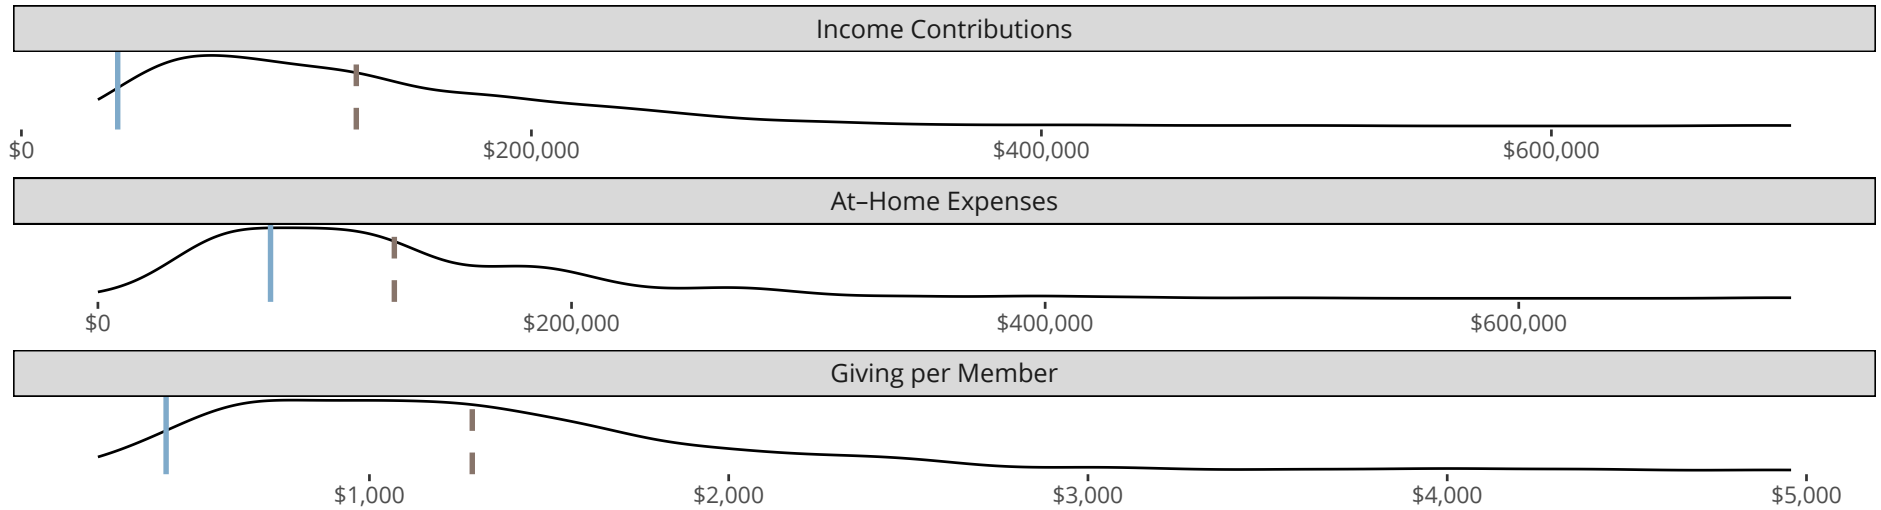 Income Contributions
$0 $200,000 $400,000 $600,000
At–Home Expenses
$0 $200,000 $400,000 $600,000
Giving per Member
$1,000 $2,000 $3,000 $4,000 $5,000